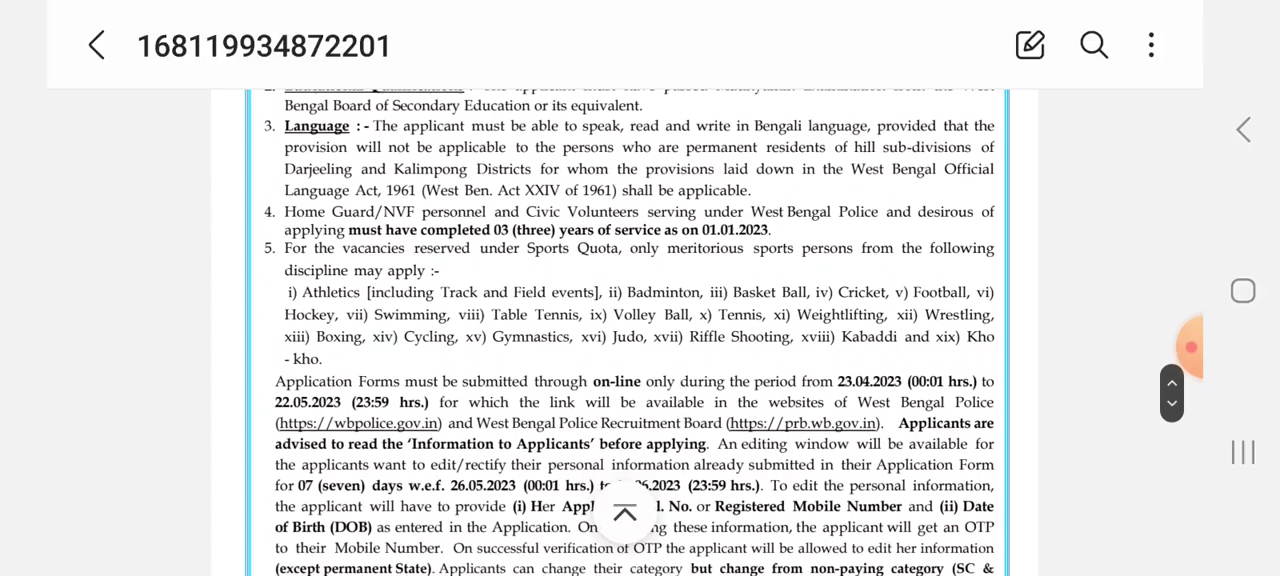 168119934872201
Bengal Board of Secondary Education or its equivalent.
3. Language :- The applicant must be able to speak, read and write in Bengali language, provided that the
provision will not be applicable to the persons who are permanent residents of hill sub-divisions of
Darjeeling and Kalimpong Districts for whom the provisions laid down in the West Bengal Official
Language Act, 1961 (West Ben. Act XXIV of 1961) shall be applicable.
4. Home Guard/NVF personnel and Civic Volunteers serving under West Bengal Police and desirous of
applying must have completed 03 (three) years of service as on 01.01.2023.
5. For the vacancies reserved under Sports Quota, only meritorious sports persons from the following
discipline may apply :-
i) Athletics [including Track and Field events], ii) Badminton, iii) Basket Ball, iv) Cricket, v) Football, vi)
Hockey, vii) Swimming, viii) Table Tennis, ix) Volley Ball, x) Tennis, xi) Weightlifting, xii) Wrestling,
xiii) Boxing, xiv) Cycling, xv) Gymnastics, xvi) Judo, xvii) Riffle Shooting, xviii) Kabaddi and xix) Kho
- kho.
Application Forms must be submitted through on-line only during the period from 23.04.2023 (00:01 hrs.) to
22.05.2023 (23:59 hrs.) for which the link will be available in the websites of West Bengal Police
(https://wbpolice.gov.in) and West Bengal Police Recruitment Board (https://prb.wb.gov.in). Applicants are
advised to read the 'Information to Applicants' before applying. An editing window will be available for
the applicants want to edit/rectify their personal information already submitted in their Application Form
for 07 (seven) days w.e.f. 26.05.2023 (00:01 hrs.) 6.2023 (23:59 hrs.). To edit the personal information,
the applicant will have to provide (i) Her Appl l. No. or Registered Mobile Number and (ii) Date
of Birth (DOB) as entered in the Application. On ng these information, the applicant will get an OTP
to their Mobile Number. On successful verification of OTP the applicant will be allowed to edit her information
(except permanent State). Applicants can change their category but change from non-paying category (SC &